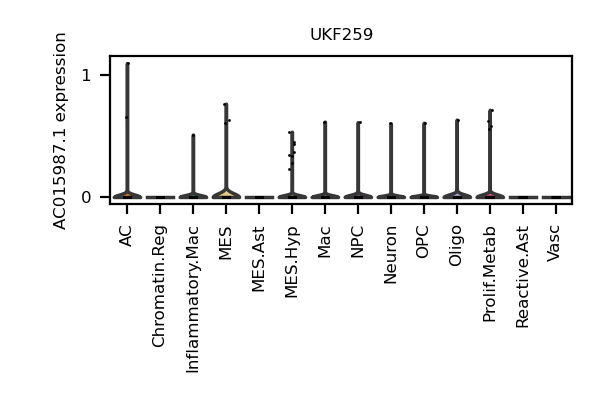 UKF259
AC015987.1 expression
1
0
AC
Chromatin.Reg
Inflammatory.Mac
MES
MES.Ast
MES.Hyp
Mac
NPC
Neuron
OPC
Oligo
Prolif.Metab
Reactive.Ast
Vasc